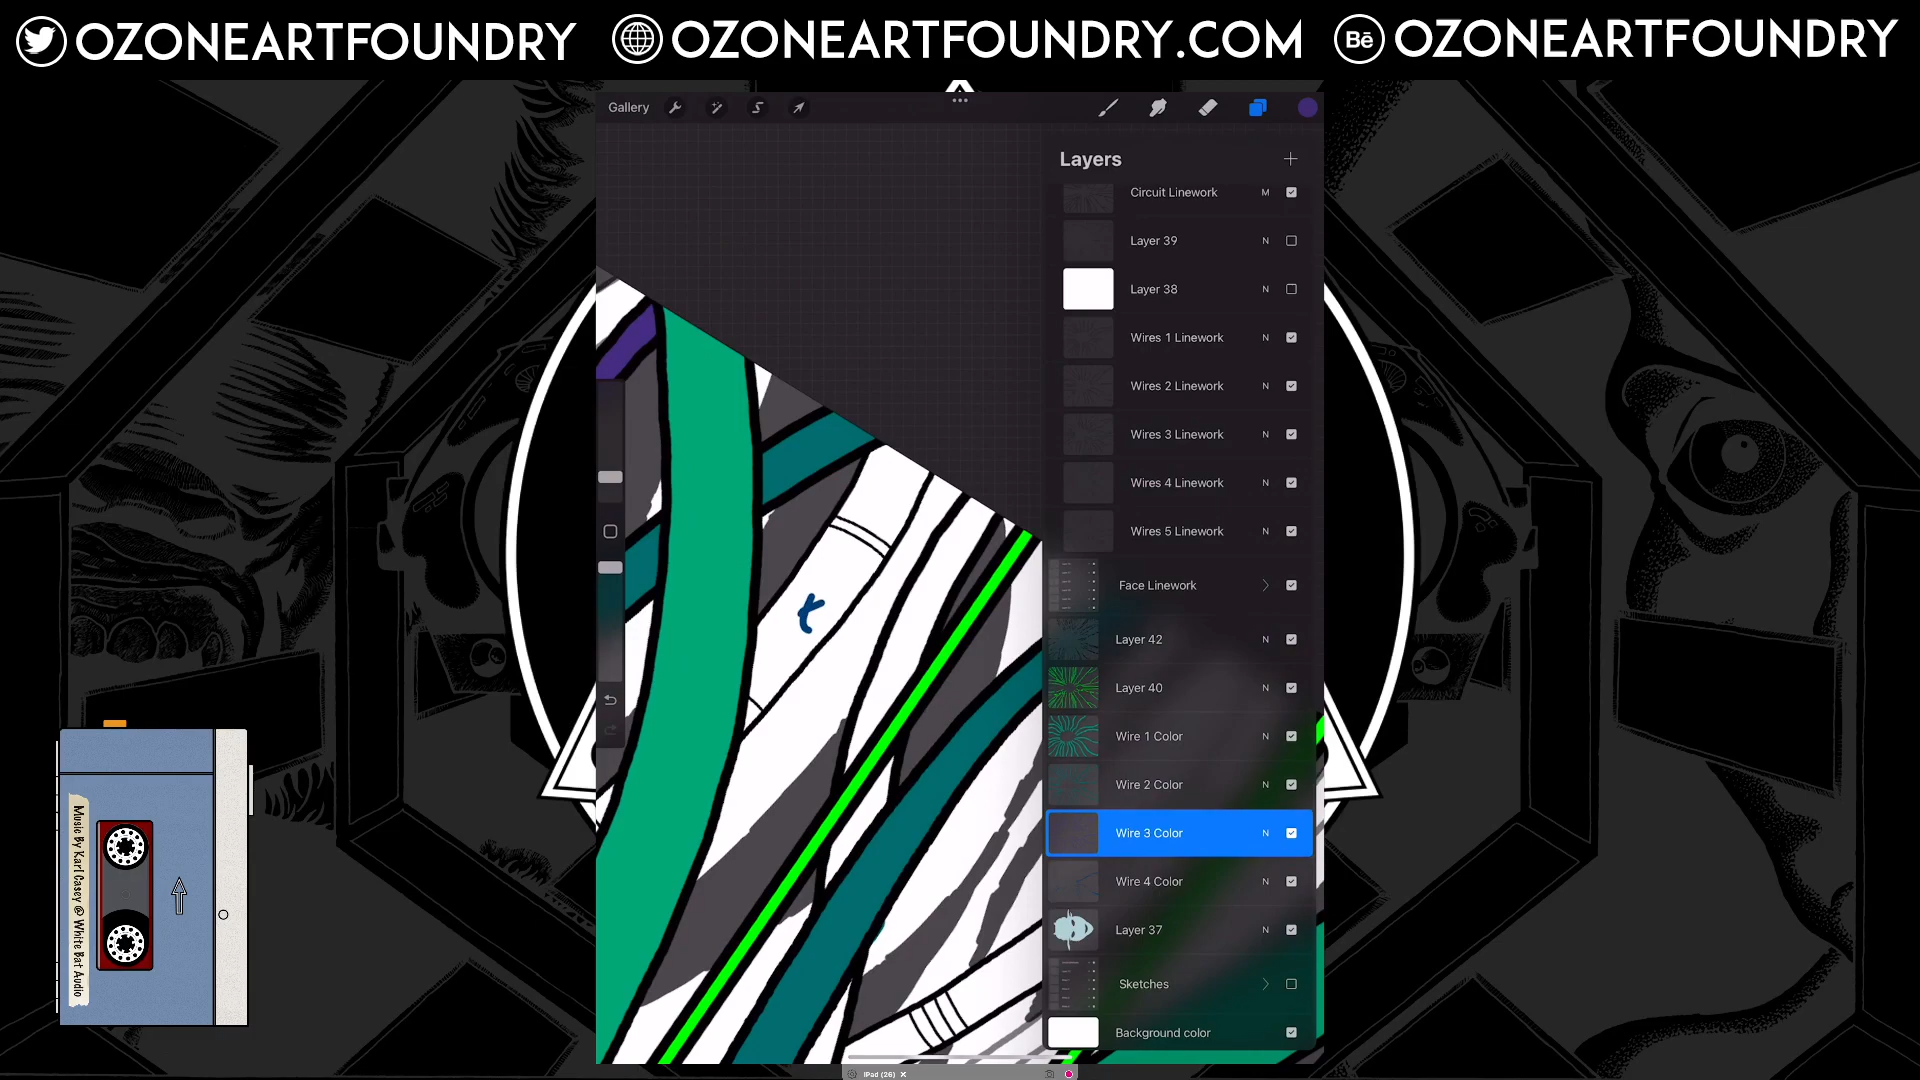 OZONEARTFOUNDRY
OZONEARTFOUNDRY.COM
Bē OZONEARTFOUNDRY
Gallery
Layers
Circuit Linework M
Layer 39 N
Layer 38 N
Wires 1 Linework N
Wires 2 Linework N
Wires 3 Linework N
Wires 4 Linework N
Wires 5 Linework N
Face Linework
Layer 42 N
Layer 40 N
Wire 1 Color N
Wire 2 Color N
Wire 3 Color N
Wire 4 Color N
Layer 37 N
Sketches
Background color
Music By Karl Casey @ White Bat Audio
iPad (26)